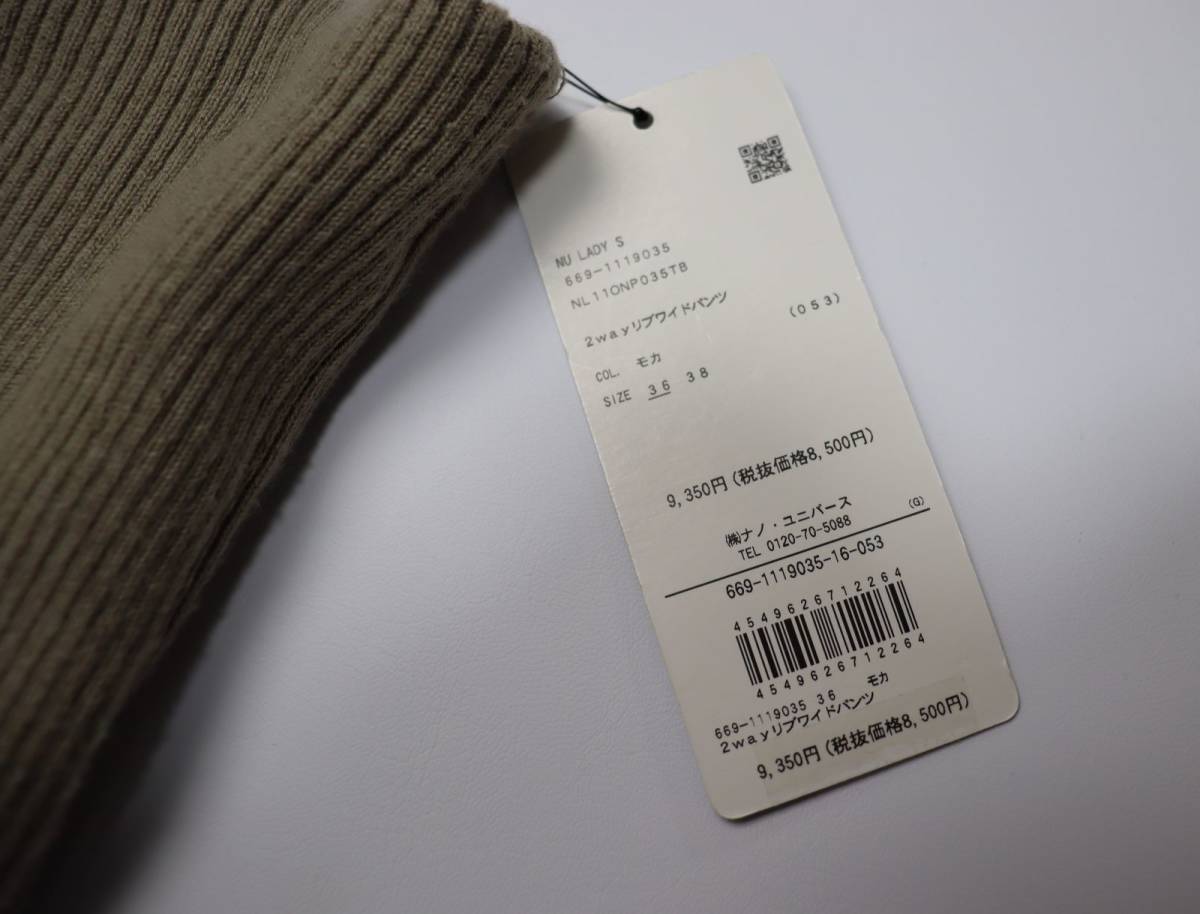 NU LADY S
669-1119035
NL11ONP035TB
2wayリブワイドパンツ (053)
COL. モカ
SIZE 36 38
9,350円(税抜価格8,500円)
㈱ナノ・ユニバース
TEL 0120-70-5088 (G)
669-1119035-16-053
4549626712264
4549626712264
669-1119035 36 モカ
2wayリブワイドパンツ
9,350円(税抜価格8,500円)